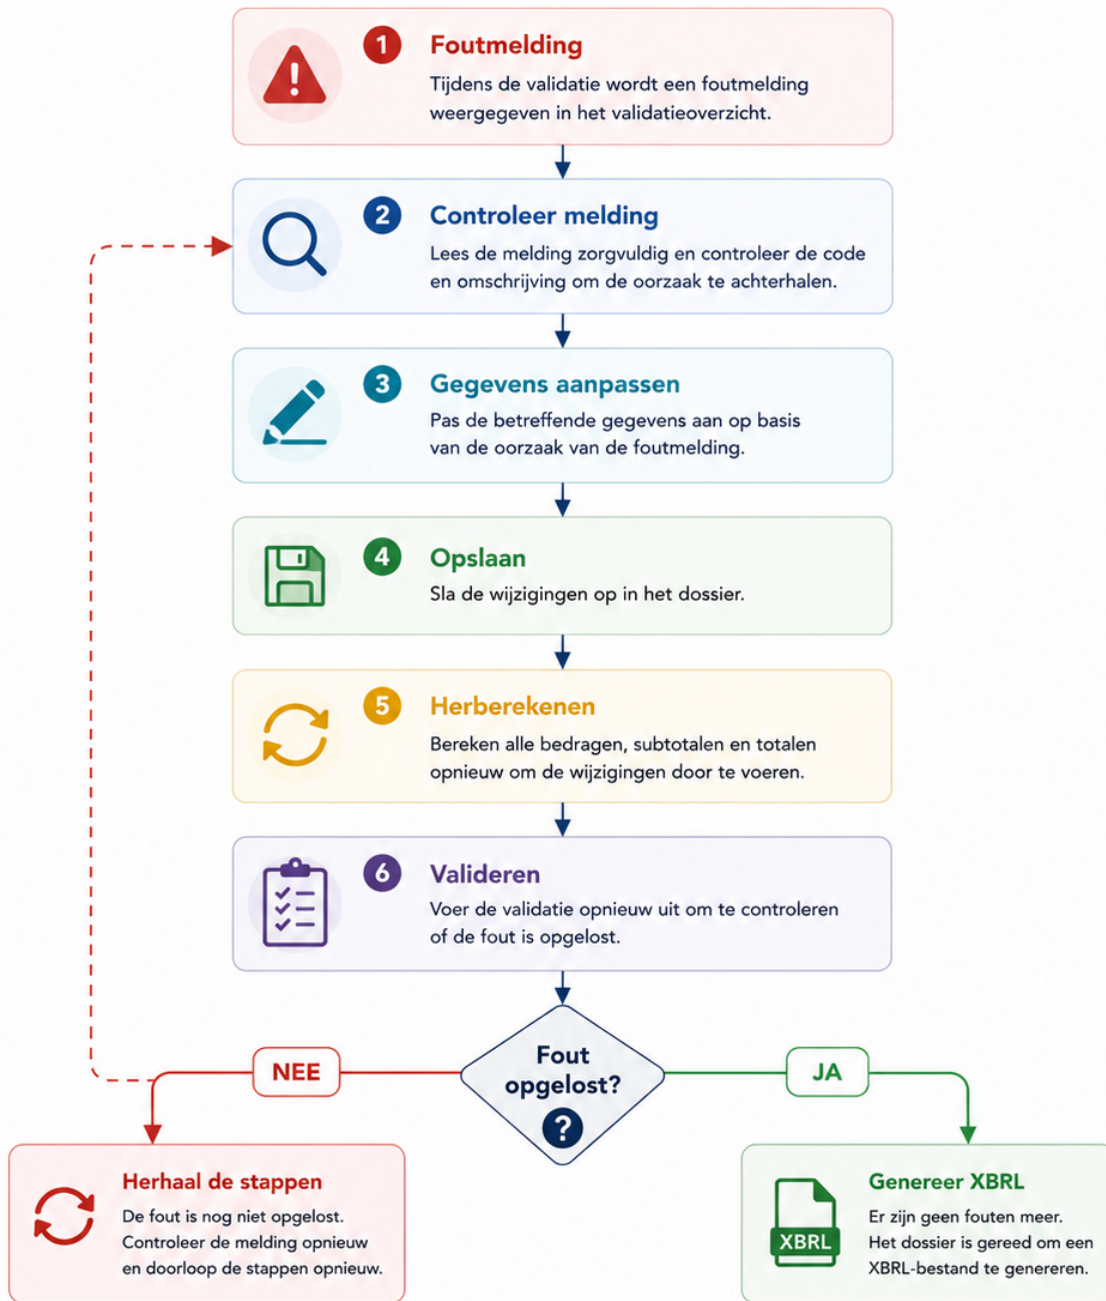 1 Foutmelding
Tijdens de validatie wordt een foutmelding
weergegeven in het validatieoverzicht.
2 Controleer melding
Lees de melding zorgvuldig en controleer de code
en omschrijving om de oorzaak te achterhalen.
3 Gegevens aanpassen
Pas de betreffende gegevens aan op basis
van de oorzaak van de foutmelding.
4 Opslaan
Sla de wijzigingen op in het dossier.
5 Herberekenen
Bereken alle bedragen, subtotalen en totalen
opnieuw om de wijzigingen door te voeren.
6 Valideren
Voer de validatie opnieuw uit om te controleren
of de fout is opgelost.
Fout
opgelost?
?
NEE
JA
Herhaal de stappen
De fout is nog niet opgelost.
Controleer de melding opnieuw
en doorloop de stappen opnieuw.
XBRL
Genereer XBRL
Er zijn geen fouten meer.
Het dossier is gereed om een
XBRL-bestand te genereren.